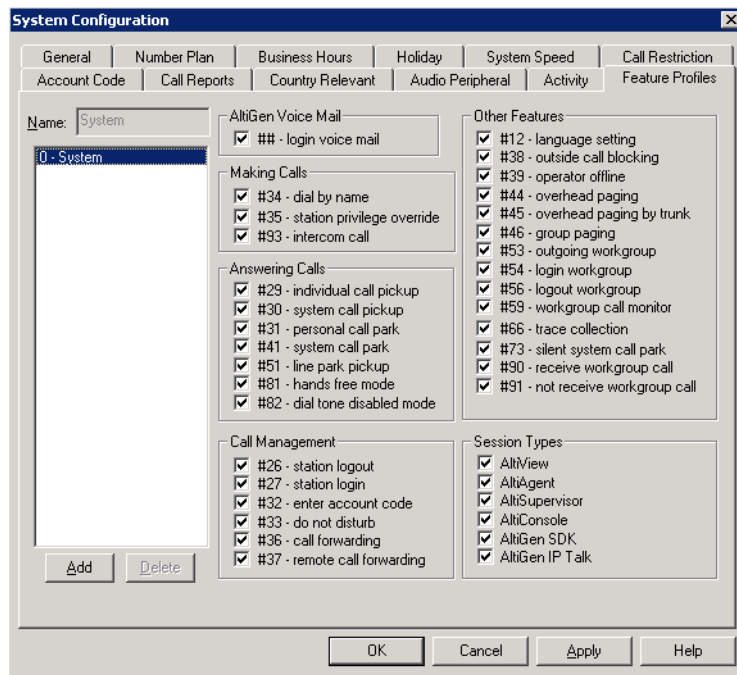 System Configuration
General Number Plan Business Hours Holiday System Speed Call Restriction
Account Code Call Reports Country Relevant Audio Peripheral Activity Feature Profiles
Name: System
0 - System
Add Delete
AltiGen Voice Mail
## - login voice mail
Making Calls
#34 - dial by name
#35 - station privilege override
#93 - intercom call
Answering Calls
#29 - individual call pickup
#30 - system call pickup
#31 - personal call park
#41 - system call park
#51 - line park pickup
#81 - hands free mode
#82 - dial tone disabled mode
Call Management
#26 - station logout
#27 - station login
#32 - enter account code
#33 - do not disturb
#36 - call forwarding
#37 - remote call forwarding
Other Features
#12 - language setting
#38 - outside call blocking
#39 - operator offline
#44 - overhead paging
#45 - overhead paging by trunk
#46 - group paging
#53 - outgoing workgroup
#54 - login workgroup
#56 - logout workgroup
#59 - workgroup call monitor
#66 - trace collection
#73 - silent system call park
#90 - receive workgroup call
#91 - not receive workgroup call
Session Types
AltiView
AltiAgent
AltiSupervisor
AltiConsole
AltiGen SDK
AltiGen IP Talk
OK Cancel Apply Help